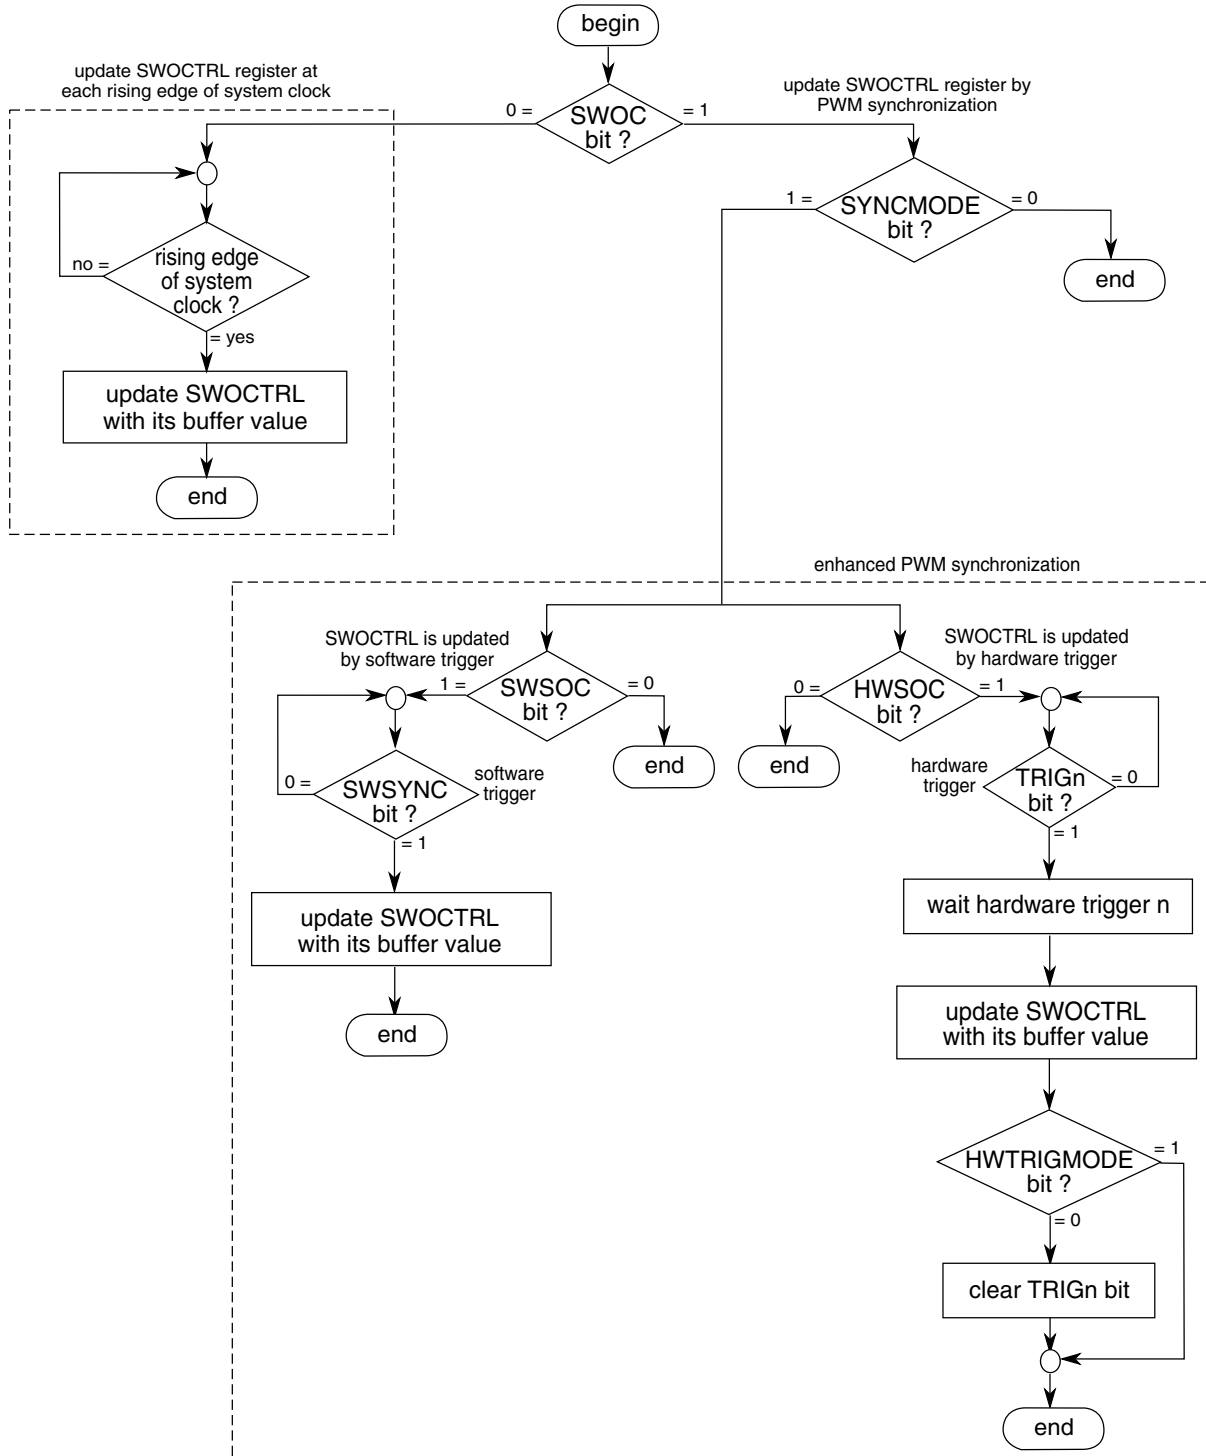 begin
update SWOCTRL register at
each rising edge of system clock
update SWOCTRL register by
PWM synchronization
0 =
SWOC
bit ?
= 1
1 =
SYNCMODE
bit ?
= 0
end
no =
rising edge
of system
clock ?
= yes
update SWOCTRL
with its buffer value
end
enhanced PWM synchronization
SWOCTRL is updated
by software trigger
1 =
SWSOC
bit ?
= 0
end
0 =
SWSYNC
bit ?
software
trigger
= 1
update SWOCTRL
with its buffer value
end
SWOCTRL is updated
by hardware trigger
0 =
HWSOC
bit ?
= 1
end
hardware
trigger
TRIGn
bit ?
= 0
= 1
wait hardware trigger n
update SWOCTRL
with its buffer value
HWTRIGMODE
bit ?
= 1
= 0
clear TRIGn bit
end